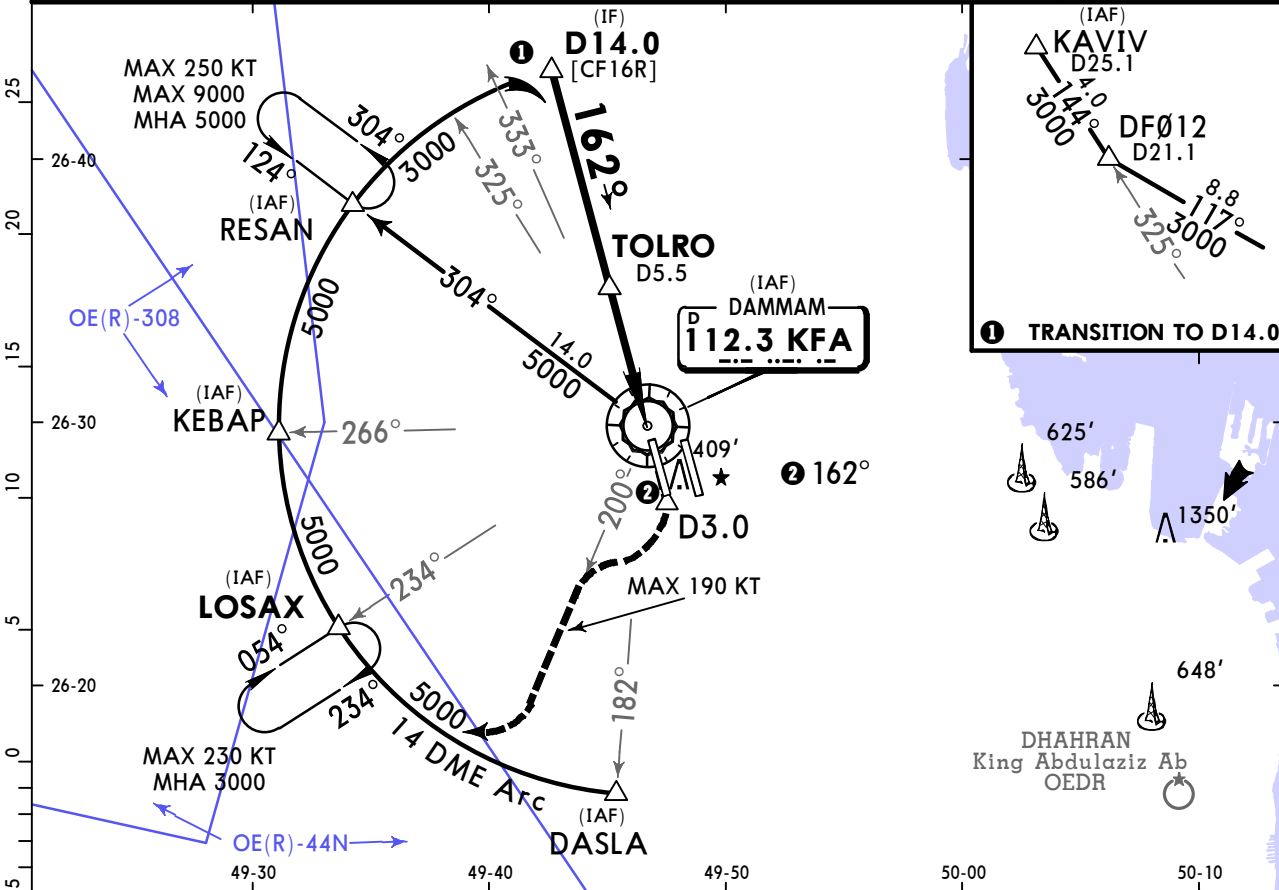 (IF)
❶ D14.0
[CF16R]
MAX 250 KT
MAX 9000
MHA 5000
304°
124°
3000
333°
325°
162°
(IAF)
RESAN
TOLRO
D5.5
(IAF)
DAMMAM
D
112.3 KFA
304°
14.0
5000
5000
OE(R)-308
(IAF)
KEBAP
266°
409'
❷
❷ 162°
200°
D3.0
5000
234°
(IAF)
LOSAX
054°
234°
MAX 190 KT
182°
5000
14 DME Arc
MAX 230 KT
MHA 3000
(IAF)
DASLA
OE(R)-44N
(IAF)
KAVIV
D25.1
4.0
144°
3000
DFØ12
D21.1
8.8
117°
3000
325°
❶ TRANSITION TO D14.0
625'
586'
1350'
648'
DHAHRAN
King Abdulaziz Ab
OEDR
26-40
26-30
26-20
25
20
15
10
5
0
5
49-30
49-40
49-50
50-00
50-10